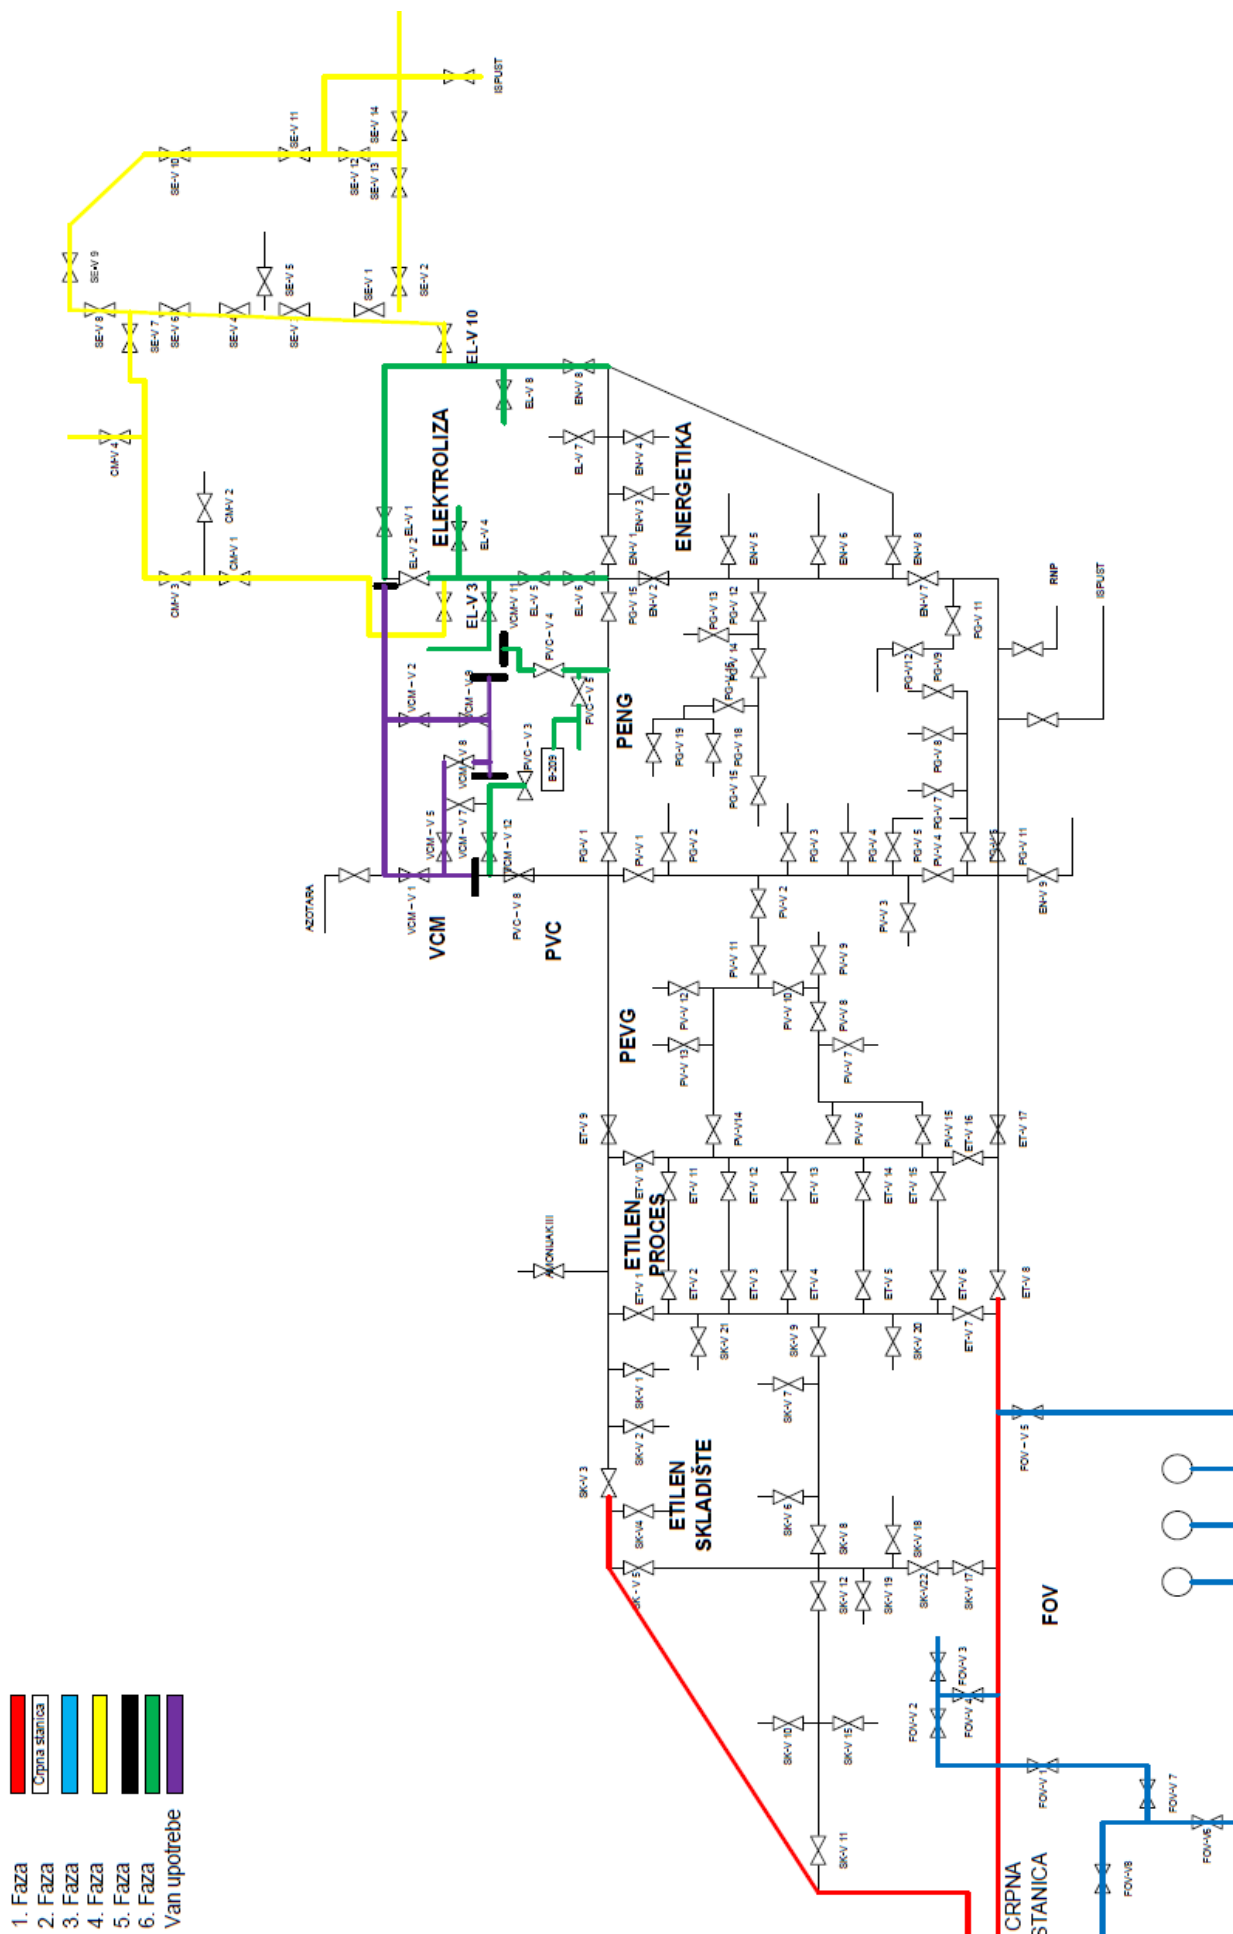 ISPUST
SE-V 11
SE-V 14
SE-V 10
SE-V 12
SE-V 13
SE-V 9
SE-V 5
SE-V 1
SE-V 2
SE-V 8
SE-V 7
SE-V 6
SE-V 4
EL-V 10
EL-V 8
EN-V 8
CM-V 4
CM-V 2
CM-V 1
CM-V 3
ELEKTROLIZA
EL-V 7
EN-V 4
EN-V 3
ENERGETIKA
EL-V 1
EL-V 2
EL-V 4
EL-V 3
VCM-V 11
EL-V 5
EL-V 6
EN-V 1
EN-V 2
EN-V 5
EN-V 6
EN-V 8
EN-V 7
PG-V 15
PG-V 13
PG-V 12
PG-V 14
PG-V 16
PG-V 11
PG-V12
PG-V9
RNP
ISPUST
PVC – V 4
PVC – V 5
PVC – V 3
VCM – V 2
VCM – V 9
VCM – V 8
VCM – V 5
VCM – V 7
VCM – V 12
B-209
PENG
PG-V 19
PG-V 18
PG-V 15
PG-V 8
PG-V 7
AZOTARA
VCM – V 1
VCM
PVC – V 8
PVC
PG-V 1
PV-V 1
PG-V 2
PG-V 3
PG-V 4
PG-V 5
PV-V 4
PG-V 11
EN-V 9
PV-V 2
PV-V 3
PV-V 11
PV-V 9
PV-V 12
PV-V 10
PV-V 8
PV-V 13
PV-V 7
PEVG
ET-V 9
ET-V 10
PV-V14
PV-V 6
PV-V 15
ET-V 16
ET-V 17
ET-V 11
ET-V 12
ET-V 13
ET-V 14
ET-V 15
ETILEN
PROCES
AMONIJAK III
ET-V 1
ET-V 2
ET-V 3
ET-V 4
ET-V 5
ET-V 6
ET-V 7
ET-V 8
SK-V 21
SK-V 9
SK-V 20
SK-V 1
SK-V 2
SK-V 7
SK-V 3
SK-V4
SK - V 5
ETILEN
SKLADIŠTE
SK-V 6
SK-V 8
SK-V 18
SK-V 12
SK-V 19
SK-V22
SK-V 17
FOV – V 5
FOV
FOV-V 3
FOV-V 2
FOV-V 4
FOV-V 1
FOV-V 7
FOV-V6
FOV-V8
SK-V 10
SK-V 15
SK-V 11
CRPNA
STANICA
1. Faza
2. Faza
Crpna stanica
3. Faza
4. Faza
5. Faza
6. Faza
Van upotrebe